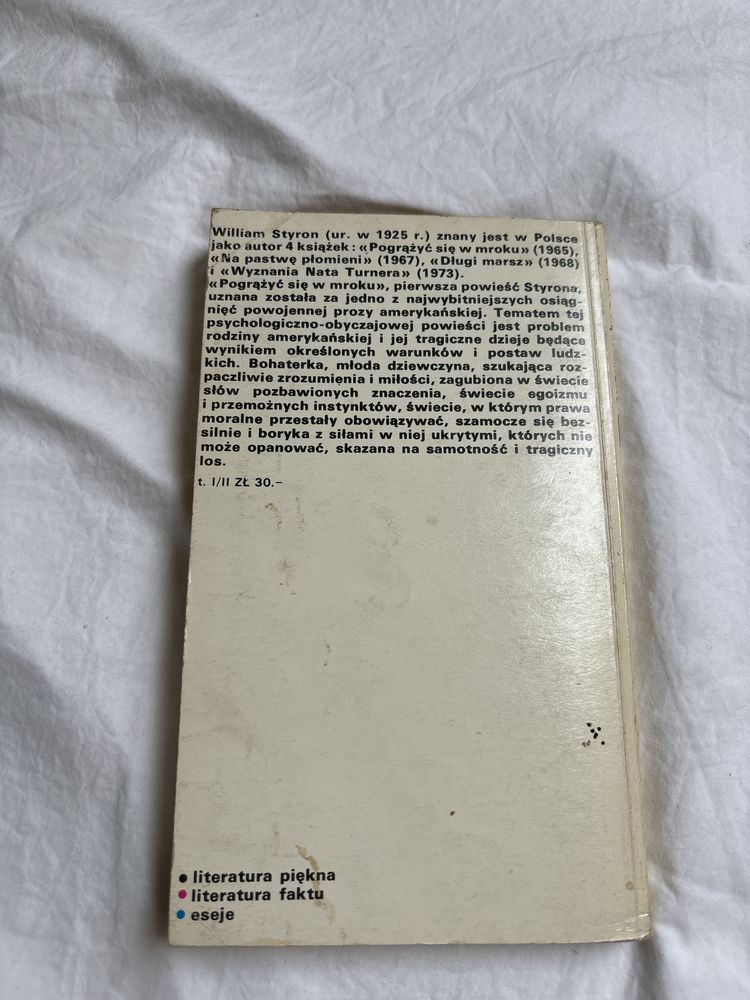 William Styron (ur. w 1925 r.) znany jest w Polsce
jako autor 4 książek: «Pogrążyć się w mroku» (1965),
«Na pastwę płomieni» (1967), «Długi marsz» (1968)
i «Wyznania Nata Turnera» (1973).
«Pogrążyć się w mroku», pierwsza powieść Styrona,
uznana została za jedno z najwybitniejszych osiąg-
nięć powojennej prozy amerykańskiej. Tematem tej
psychologiczno-obyczajowej powieści jest problem
rodziny amerykańskiej i jej tragiczne dzieje będące
wynikiem określonych warunków i postaw ludz-
kich. Bohaterka, młoda dziewczyna, szukająca roz-
paczliwie zrozumienia i miłości, zagubiona w świecie
słów pozbawionych znaczenia, świecie egoizmu
i przemożnych instynktów, świecie, w którym prawa
moralne przestały obowiązywać, szamocze się bez-
silnie i boryka z siłami w niej ukrytymi, których nie
może opanować, skazana na samotność i tragiczny
los.
t. I/II ZŁ 30.–
literatura piękna
literatura faktu
eseje